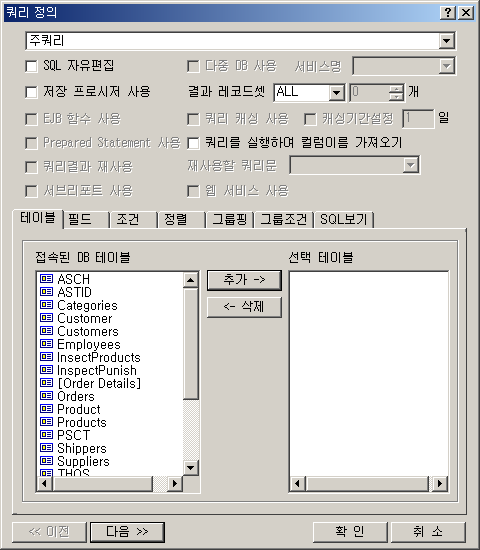 쿼리 정의
주쿼리
SQL 자유편집 다중 DB 사용 서비스명
저장 프로시저 사용 결과 레코드셋 ALL 0 개
EJB 함수 사용 쿼리 캐싱 사용 캐싱기간설정 1 일
Prepared Statement 사용 쿼리를 실행하며 컬럼이름 가져오기
쿼리결과 재사용 재사용할 쿼리문
서브리포트 사용 웹 서비스 사용
테이블 필드 조건 정렬 그룹핑 그룹조건 SQL보기
접속된 DB 테이블 선택 테이블
추가 ->
<- 삭제
ASCH
ASTID
Categories
Customer
Customers
Employees
InsectProducts
InspectPunish
[Order Details]
Orders
Product
Products
PSCT
Shippers
Suppliers
THOS
<< 이전 다음 >> 확 인 취 소